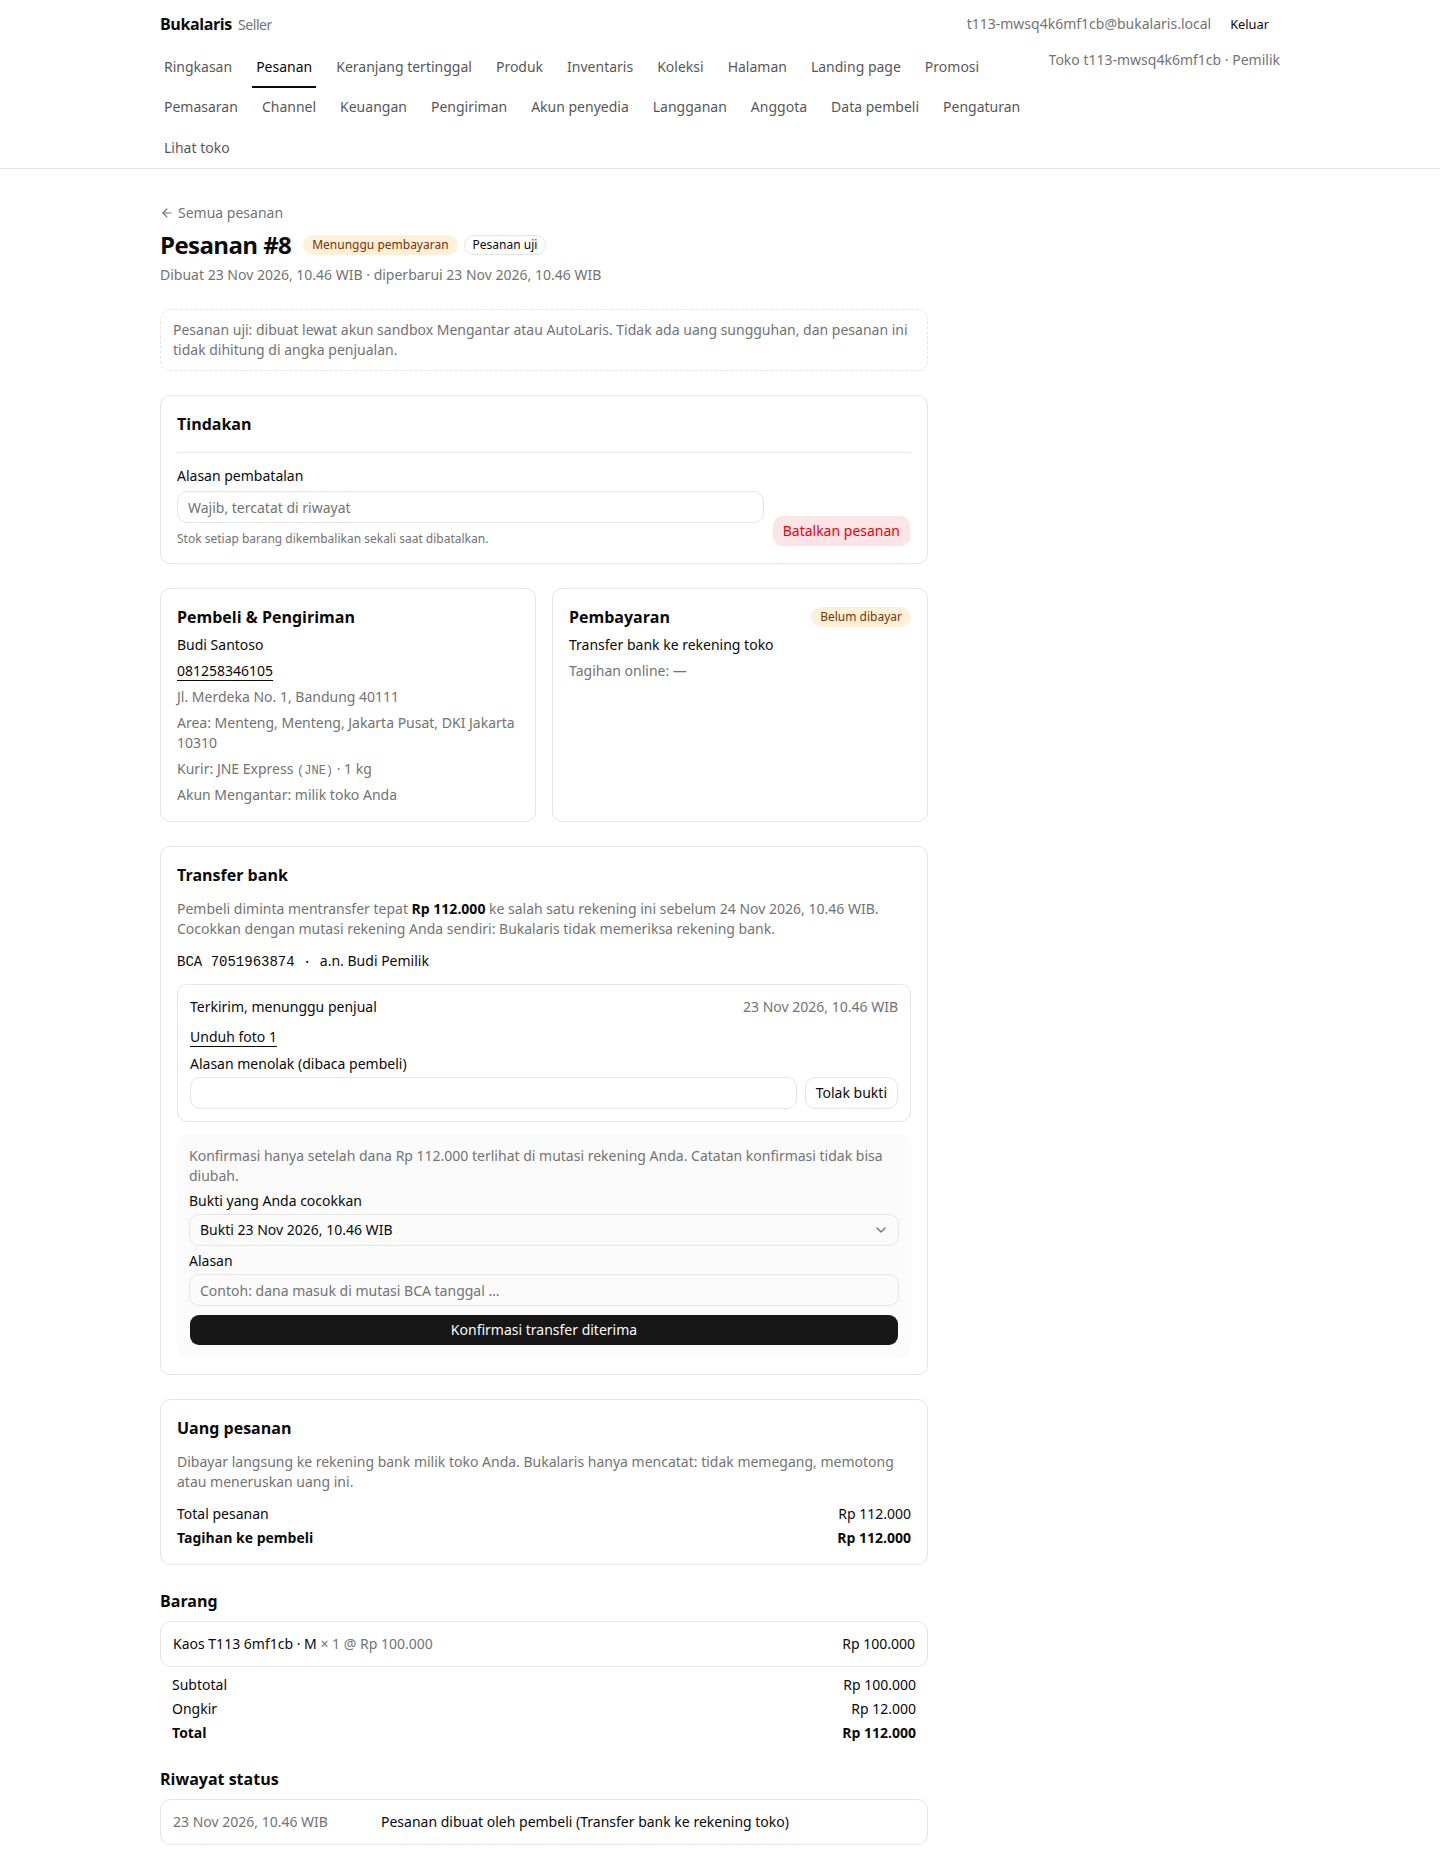 Bukalaris Seller
t113-mwsq4k6mf1cb@bukalaris.local Keluar
Ringkasan Pesanan Keranjang tertinggal Produk Inventaris Koleksi Halaman Landing page Promosi
Toko t113-mwsq4k6mf1cb · Pemilik
Pemasaran Channel Keuangan Pengiriman Akun penyedia Langganan Anggota Data pembeli Pengaturan
Lihat toko
← Semua pesanan
Pesanan #8 Menunggu pembayaran Pesanan uji
Dibuat 23 Nov 2026, 10.46 WIB · diperbarui 23 Nov 2026, 10.46 WIB
Pesanan uji: dibuat lewat akun sandbox Mengantar atau AutoLaris. Tidak ada uang sungguhan, dan pesanan ini
tidak dihitung di angka penjualan.
Tindakan
Alasan pembatalan
Wajib, tercatat di riwayat
Batalkan pesanan
Stok setiap barang dikembalikan sekali saat dibatalkan.
Pembeli & Pengiriman
Budi Santoso
081258346105
Jl. Merdeka No. 1, Bandung 40111
Area: Menteng, Menteng, Jakarta Pusat, DKI Jakarta
10310
Kurir: JNE Express (JNE) · 1 kg
Akun Mengantar: milik toko Anda
Pembayaran Belum dibayar
Transfer bank ke rekening toko
Tagihan online: —
Transfer bank
Pembeli diminta mentransfer tepat Rp 112.000 ke salah satu rekening ini sebelum 24 Nov 2026, 10.46 WIB.
Cocokkan dengan mutasi rekening Anda sendiri: Bukalaris tidak memeriksa rekening bank.
BCA 7051963874 · a.n. Budi Pemilik
Terkirim, menunggu penjual 23 Nov 2026, 10.46 WIB
Unduh foto 1
Alasan menolak (dibaca pembeli)
Tolak bukti
Konfirmasi hanya setelah dana Rp 112.000 terlihat di mutasi rekening Anda. Catatan konfirmasi tidak bisa
diubah.
Bukti yang Anda cocokkan
Bukti 23 Nov 2026, 10.46 WIB
Alasan
Contoh: dana masuk di mutasi BCA tanggal ...
Konfirmasi transfer diterima
Uang pesanan
Dibayar langsung ke rekening bank milik toko Anda. Bukalaris hanya mencatat: tidak memegang, memotong
atau meneruskan uang ini.
Total pesanan Rp 112.000
Tagihan ke pembeli Rp 112.000
Barang
Kaos T113 6mf1cb · M × 1 @ Rp 100.000 Rp 100.000
Subtotal Rp 100.000
Ongkir Rp 12.000
Total Rp 112.000
Riwayat status
23 Nov 2026, 10.46 WIB Pesanan dibuat oleh pembeli (Transfer bank ke rekening toko)